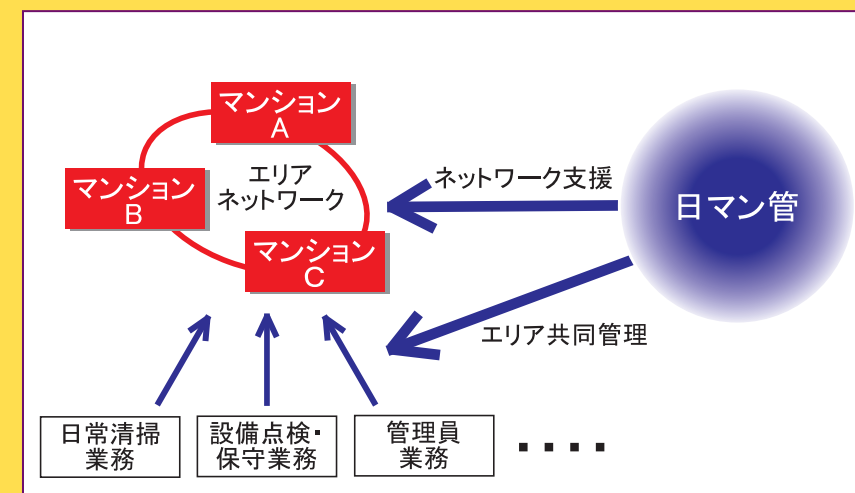 マンション
A
エリア
ネットワーク
マンション
B
マンション
C
ネットワーク支援
日マン管
エリア共同管理
日常清掃
業務
設備点検・
保守業務
管理員
業務
・・・・